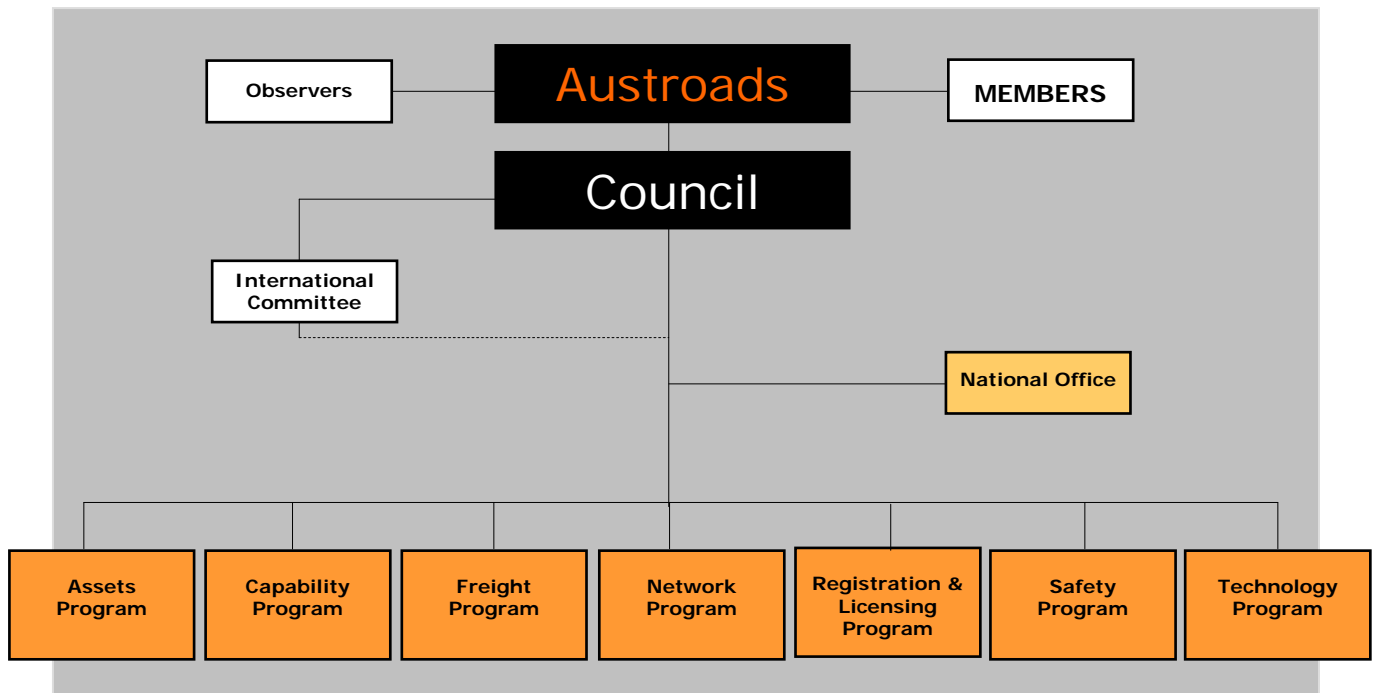 Observers
Austroads
MEMBERS
Council
International
Committee
National Office
Assets
Program
Capability
Program
Freight
Program
Network
Program
Registration &
Licensing
Program
Safety
Program
Technology
Program